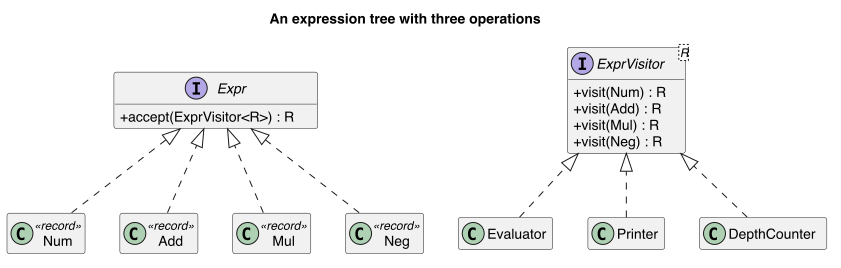 An expression tree with three operations
I Expr
+accept(ExprVisitor<R>) : R
I ExprVisitor
R
+visit(Num) : R
+visit(Add) : R
+visit(Mul) : R
+visit(Neg) : R
C «record» Num
C «record» Add
C «record» Mul
C «record» Neg
C Evaluator
C Printer
C DepthCounter